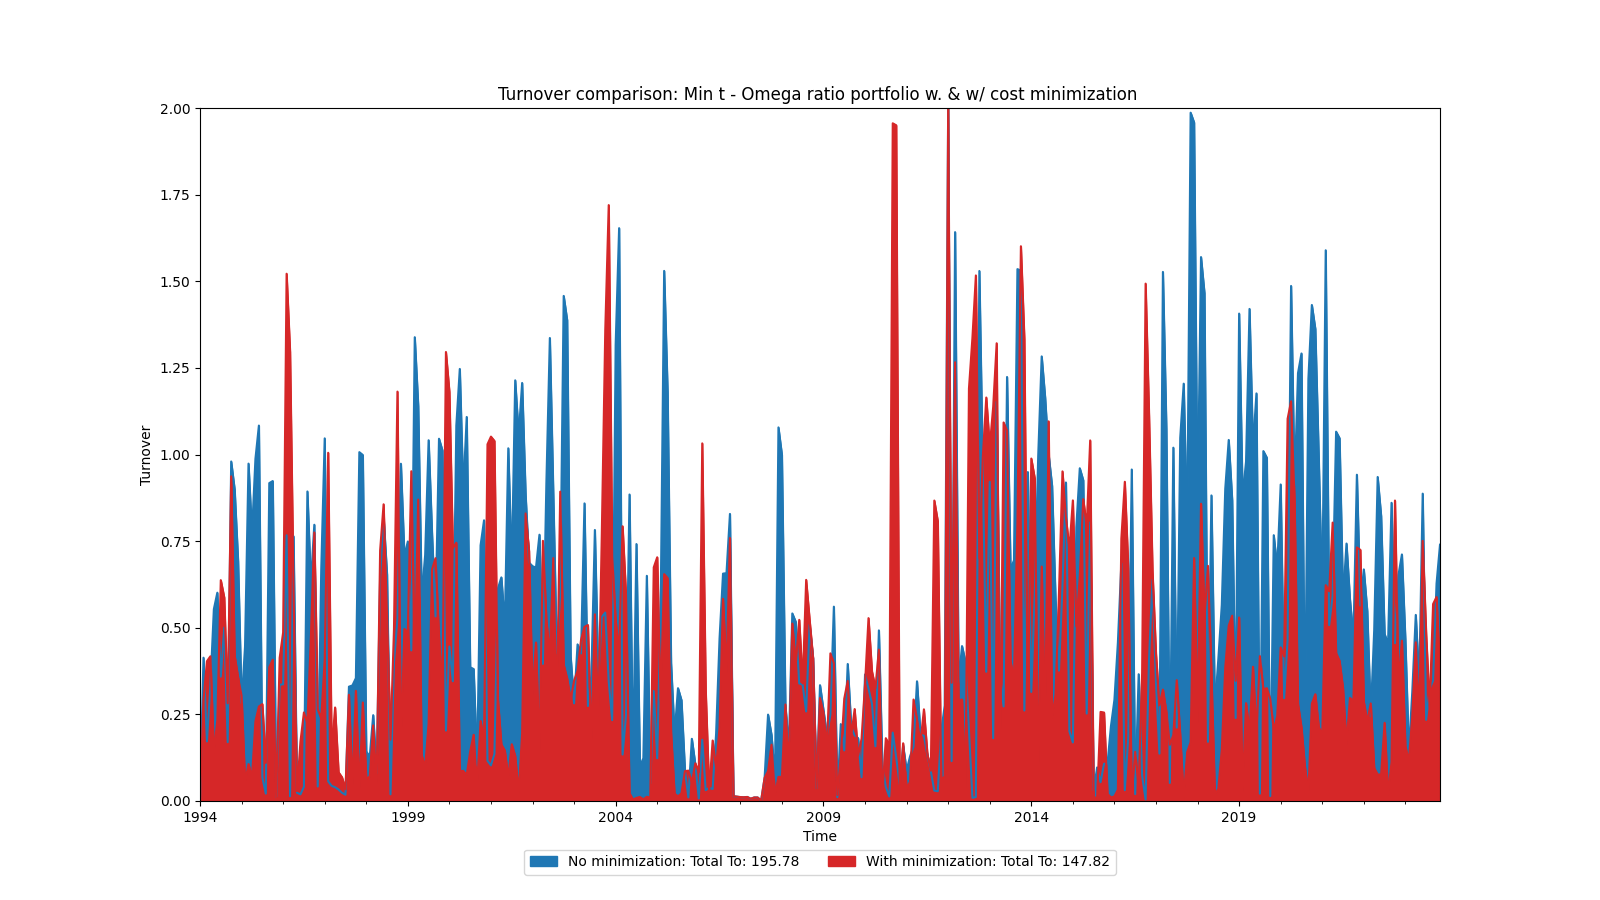 Turnover comparison: Min t - Omega ratio portfolio w. & w/ cost minimization
2.00
1.75
1.50
1.25
1.00
0.75
0.50
0.25
0.00
Turnover
1994 1999 2004 2009 2014 2019
Time
No minimization: Total To: 195.78 With minimization: Total To: 147.82